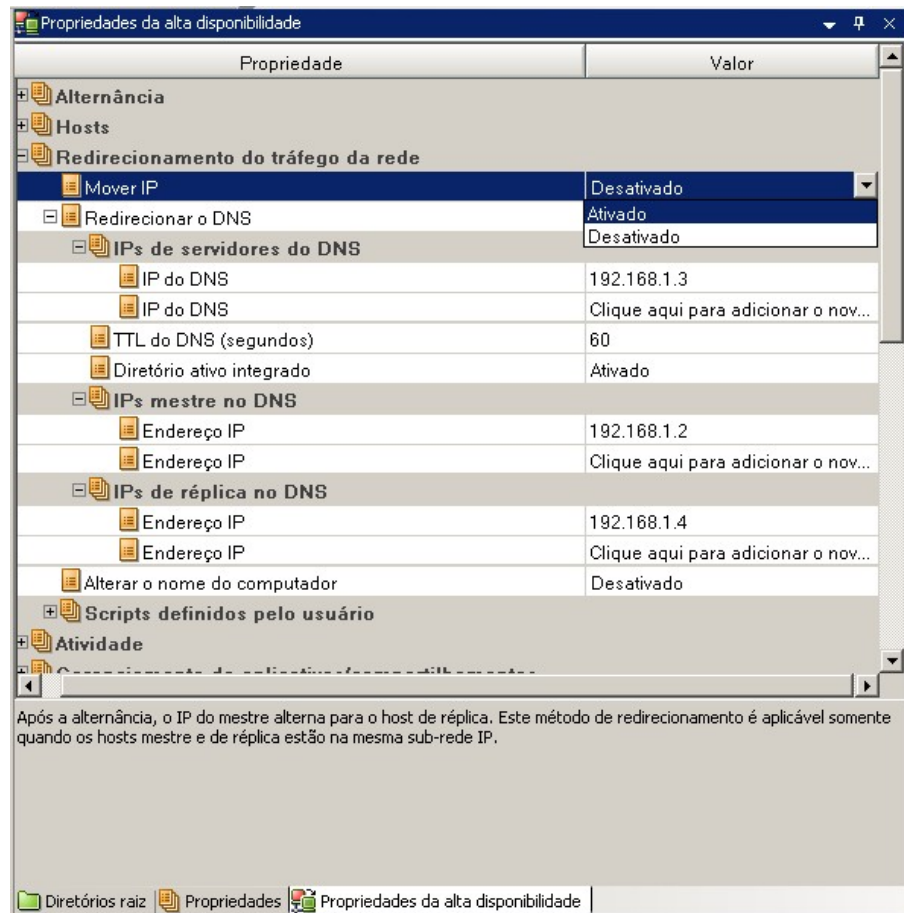 Propriedades da alta disponibilidade
Propriedade Valor
Alternância
Hosts
Redirecionamento do tráfego da rede
Mover IP Desativado
Ativado
Redirecionar o DNS
Desativado
IPs de servidores do DNS
IP do DNS 192.168.1.3
IP do DNS Clique aqui para adicionar o nov...
TTL do DNS (segundos) 60
Diretório ativo integrado Ativado
IPs mestre no DNS
Endereço IP 192.168.1.2
Endereço IP Clique aqui para adicionar o nov...
IPs de réplica no DNS
Endereço IP 192.168.1.4
Endereço IP Clique aqui para adicionar o nov...
Alterar o nome do computador Desativado
Scripts definidos pelo usuário
Atividade
Após a alternância, o IP do mestre alterna para o host de réplica. Este método de redirecionamento é aplicável somente
quando os hosts mestre e de réplica estão na mesma sub-rede IP.
Diretórios raiz Propriedades Propriedades da alta disponibilidade